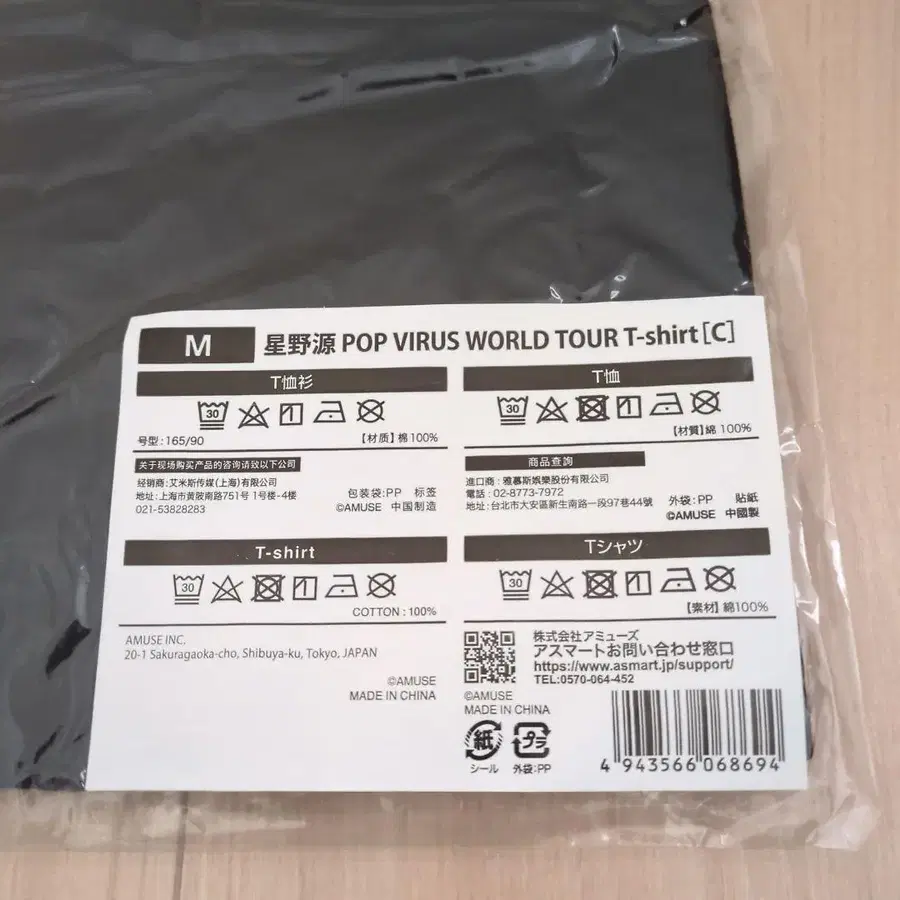 M 星野源 POP VIRUS WORLD TOUR T-shirt[C]
T恤衫
30
号型:165/90 【材质】棉100%
关于现场购买产品的咨询请致以下公司
经销商:艾米斯传媒(上海)有限公司
地址:上海市黄陂南路751号 1号楼-4楼
021-53828283
包装袋:PP 标签
©AMUSE 中国制造
T恤
30
【材質】綿 100%
商品查詢
進口商:雅慕斯娛樂股份有限公司
電話:02-8773-7972
地址:台北市大安區新生南路一段97巷44號
外袋:PP 貼紙
©AMUSE 中國製
T-shirt
30
COTTON:100%
AMUSE INC.
20-1 Sakuragaoka-cho, Shibuya-ku, Tokyo, JAPAN
©AMUSE
MADE IN CHINA
Tシャツ
30
【素材】綿100%
株式会社アミューズ
アスマートお問い合わせ窓口
https://www.asmart.jp/support/
TEL:0570-064-452
©AMUSE
MADE IN CHINA
紙 プラ
シール 外袋:PP
4 943566 068694